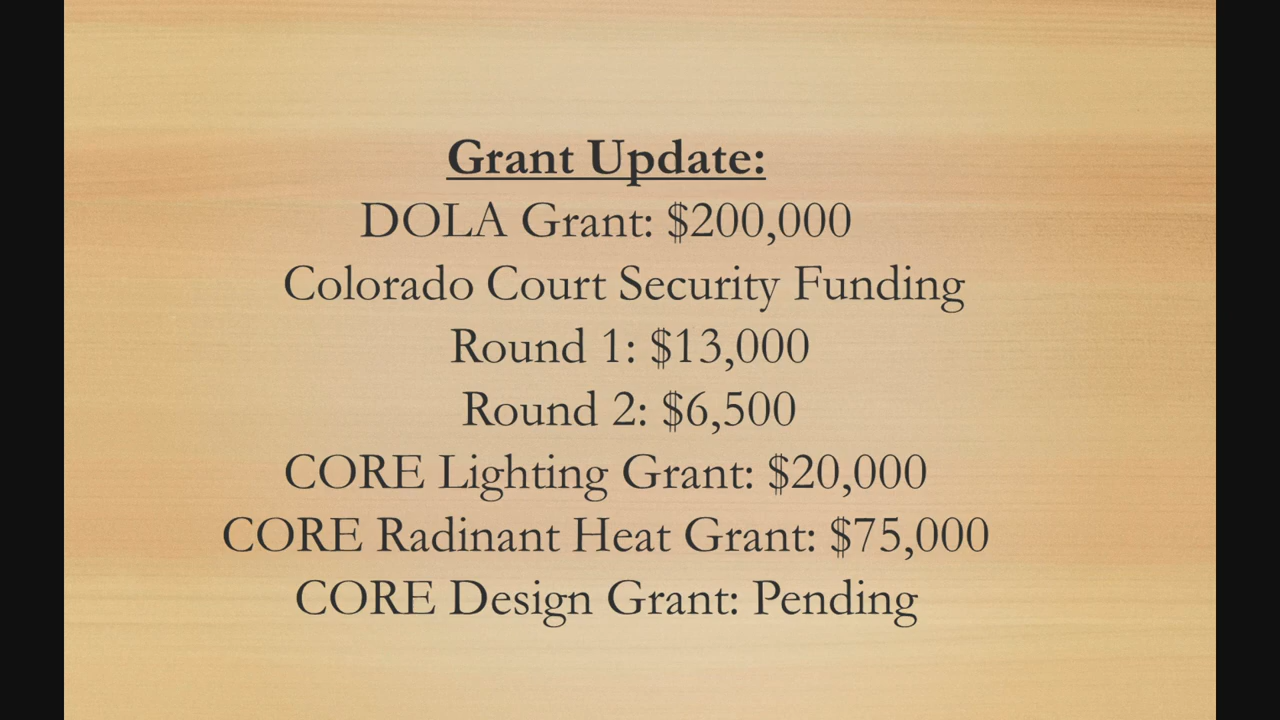 Grant Update:
DOLA Grant: $200,000
Colorado Court Security Funding
Round 1: $13,000
Round 2: $6,500
CORE Lighting Grant: $20,000
CORE Radinant Heat Grant: $75,000
CORE Design Grant: Pending